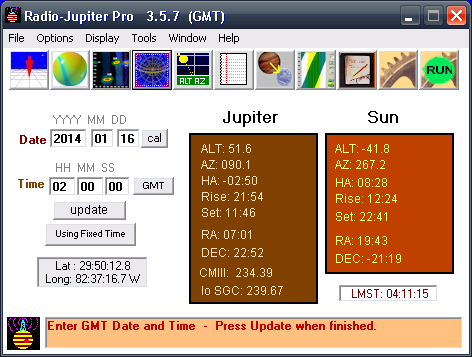 Radio-Jupiter Pro 3.5.7 (GMT)
File Options Display Tools Window Help
ALT AZ
RUN
Jupiter Sun
YYYY MM DD
Date 2014 01 16 cal
HH MM SS
Time 02 00 00 GMT
update
Using Fixed Time
Lat : 29:50:12.8
Long: 82:37:16.7 W
ALT: 51.6
AZ: 090.1
HA: -02:50
Rise: 21:54
Set: 11:46
RA: 07:01
DEC: 22:52
CMIII: 234.39
Io SGC: 239.67
ALT: -41.8
AZ: 267.2
HA: 08:28
Rise: 12:24
Set: 22:41
RA: 19:43
DEC: -21:19
LMST: 04:11:15
Enter GMT Date and Time - Press Update when finished.